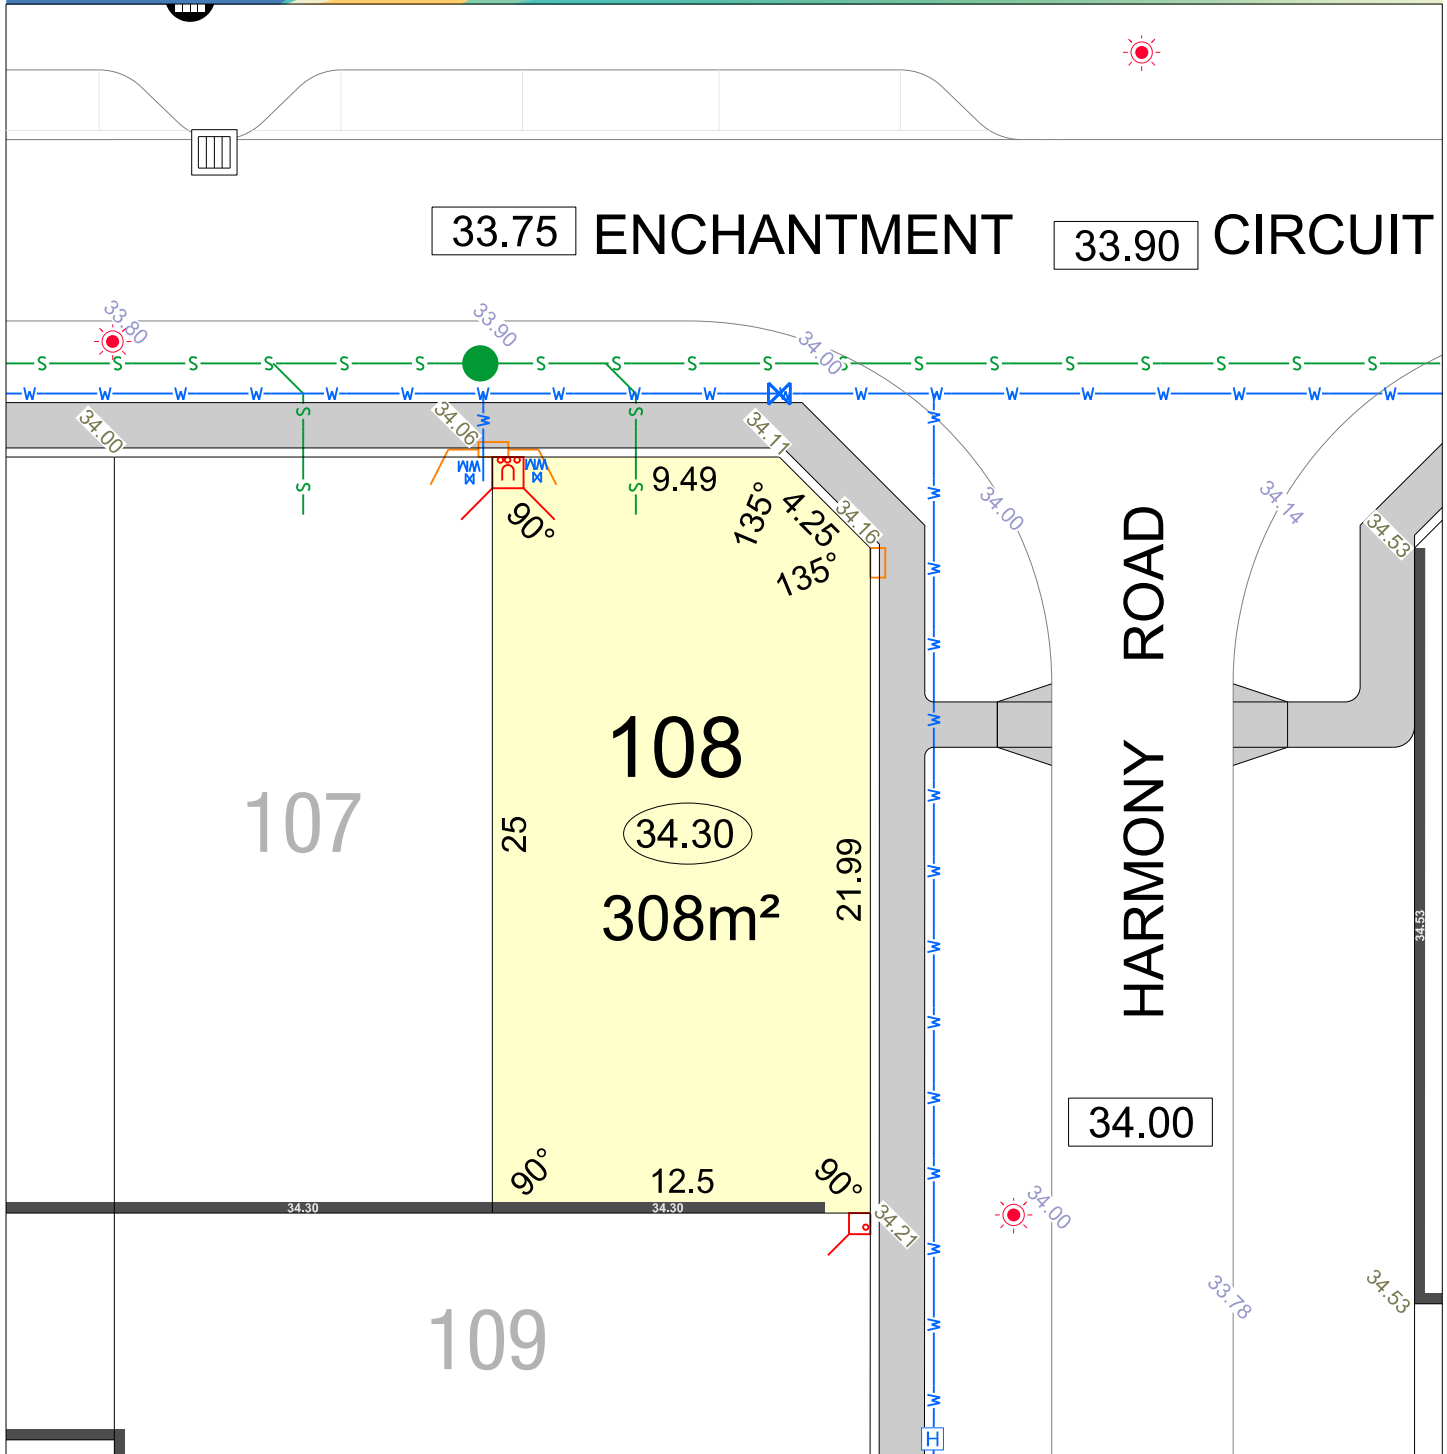 33.75 ENCHANTMENT 33.90 CIRCUIT
33.80
33.90
34.00
S S S S S S S S S S S S S S S S S S
W W W W W W W W W W W W W W W W W W W
34.00
34.06
34.11
S
W
S
WM
WM
9.49
S
S
90°
135°
4.25
34.16
135°
34.00
34.14
34.53
W
W
W
W
W
W
W
W
W
W
W
W
W
W
HARMONY ROAD
108
34.30
308m²
107
25
21.99
34.53
34.00
90°
12.5
90°
34.30
34.30
34.21
34.00
33.78
34.53
109
H